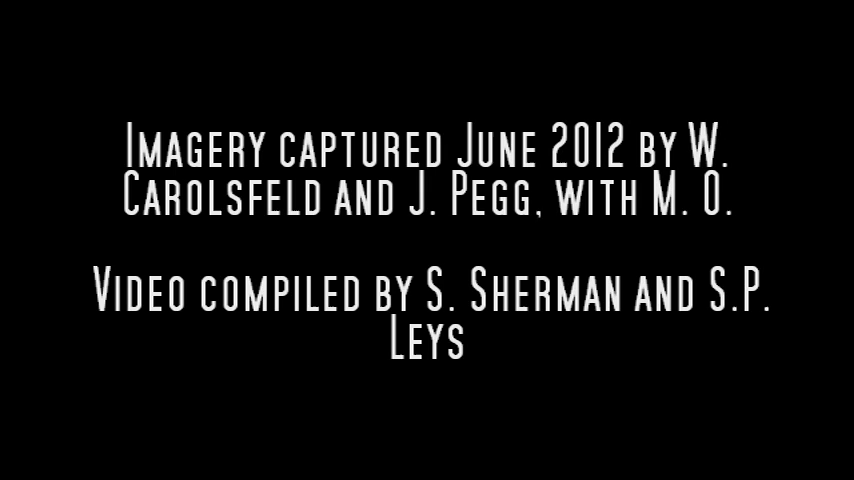 Imagery captured June 2012 by W.
Carolsfeld and J. Pegg, with M. O.
Video compiled by S. Sherman and S.P.
Leys